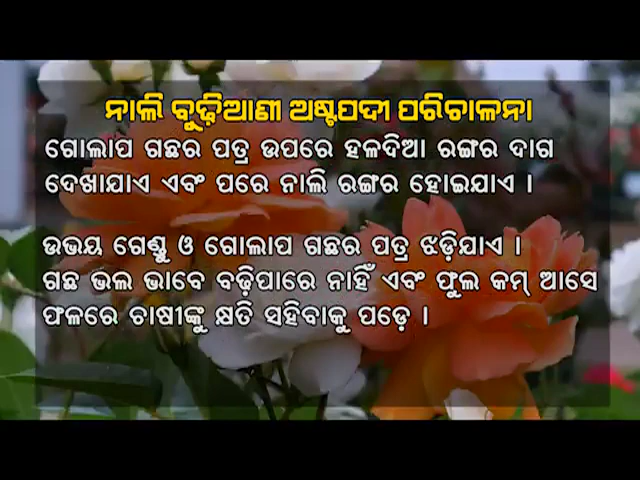 ନାଲି ବୁଢ଼ିଆଣୀ ଅଷ୍ଟପଦୀ ପରିଚାଳନା
ଗୋଲାପ ଗଛର ପତ୍ର ଉପରେ ହଳଦିଆ ରଙ୍ଗର ଦାଗ
ଦେଖାଯାଏ ଏବଂ ପରେ ନାଲି ରଙ୍ଗର ହୋଇଯାଏ ।
ଉଭୟ ଗେଣ୍ଡୁ ଓ ଗୋଲାପ ଗଛର ପତ୍ର ଝଡ଼ିଯାଏ ।
ଗଛ ଭଲ ଭାବେ ବଢ଼ିପାରେ ନାହିଁ ଏବଂ ଫୁଲ କମ୍ ଆସେ
ଫଳରେ ଚାଷୀଙ୍କୁ କ୍ଷତି ସହିବାକୁ ପଡ଼େ ।